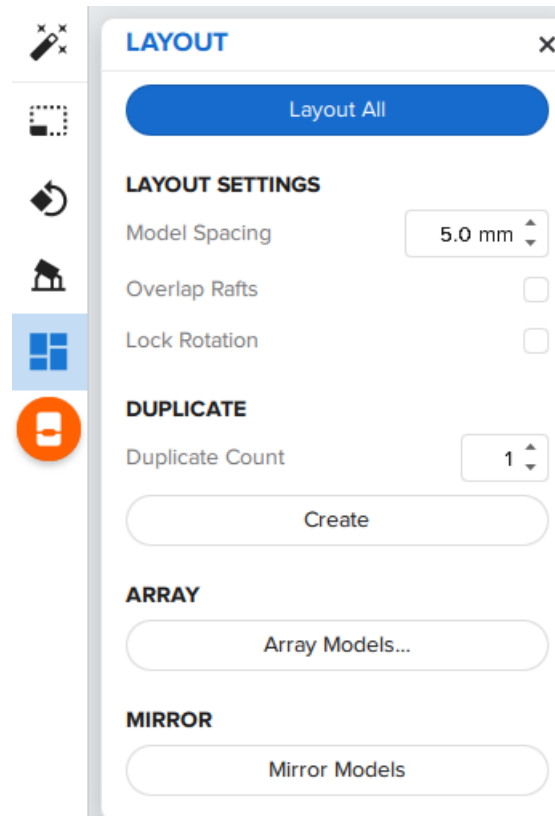 LAYOUT
Layout All
LAYOUT SETTINGS
Model Spacing 5.0 mm
Overlap Rafts
Lock Rotation
DUPLICATE
Duplicate Count 1
Create
ARRAY
Array Models...
MIRROR
Mirror Models